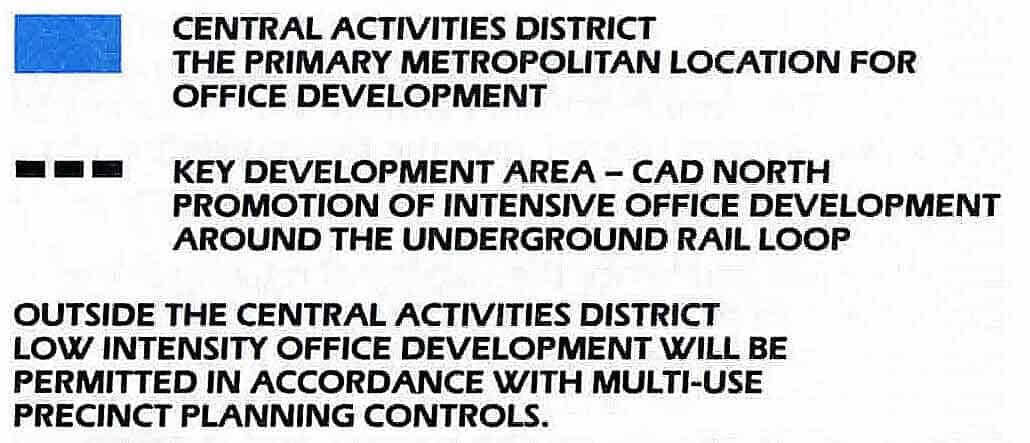 CENTRAL ACTIVITIES DISTRICT
THE PRIMARY METROPOLITAN LOCATION FOR
OFFICE DEVELOPMENT
KEY DEVELOPMENT AREA – CAD NORTH
PROMOTION OF INTENSIVE OFFICE DEVELOPMENT
AROUND THE UNDERGROUND RAIL LOOP
OUTSIDE THE CENTRAL ACTIVITIES DISTRICT
LOW INTENSITY OFFICE DEVELOPMENT WILL BE
PERMITTED IN ACCORDANCE WITH MULTI-USE
PRECINCT PLANNING CONTROLS.